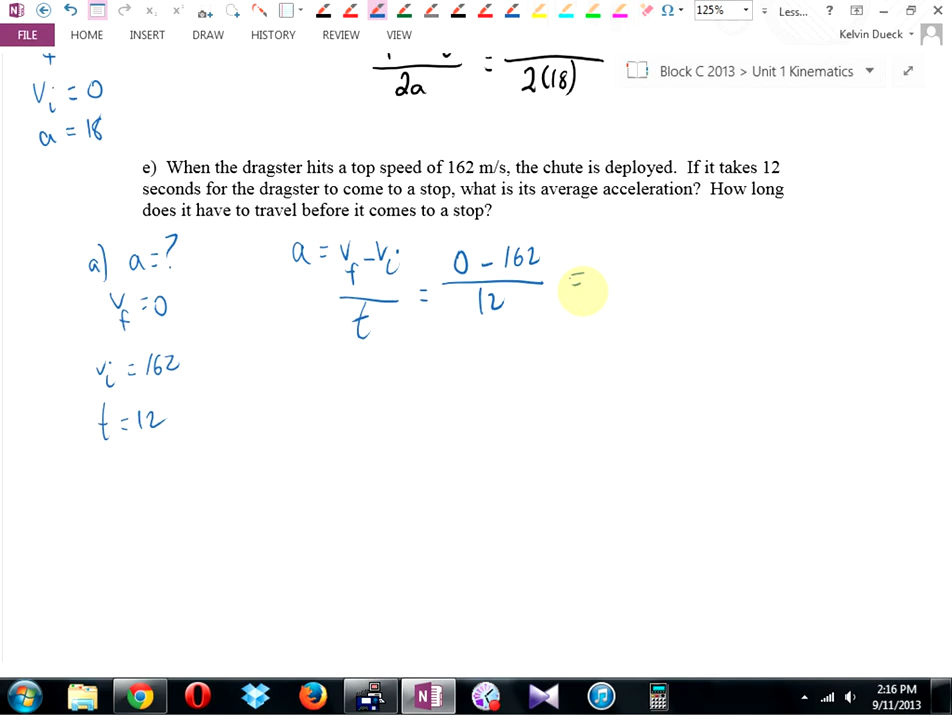 125%
Less...
?
FILE
HOME
INSERT
DRAW
HISTORY
REVIEW
VIEW
Kelvin Dueck
Block C 2013 > Unit 1 Kinematics
2a = 2(18)
vi = 0
a = 18
e) When the dragster hits a top speed of 162 m/s, the chute is deployed. If it takes 12
seconds for the dragster to come to a stop, what is its average acceleration? How long
does it have to travel before it comes to a stop?
a) a=?
vf = 0
vi = 162
t = 12
a = vf - vi / t = 0 - 162 / 12 =
2:16 PM
9/11/2013